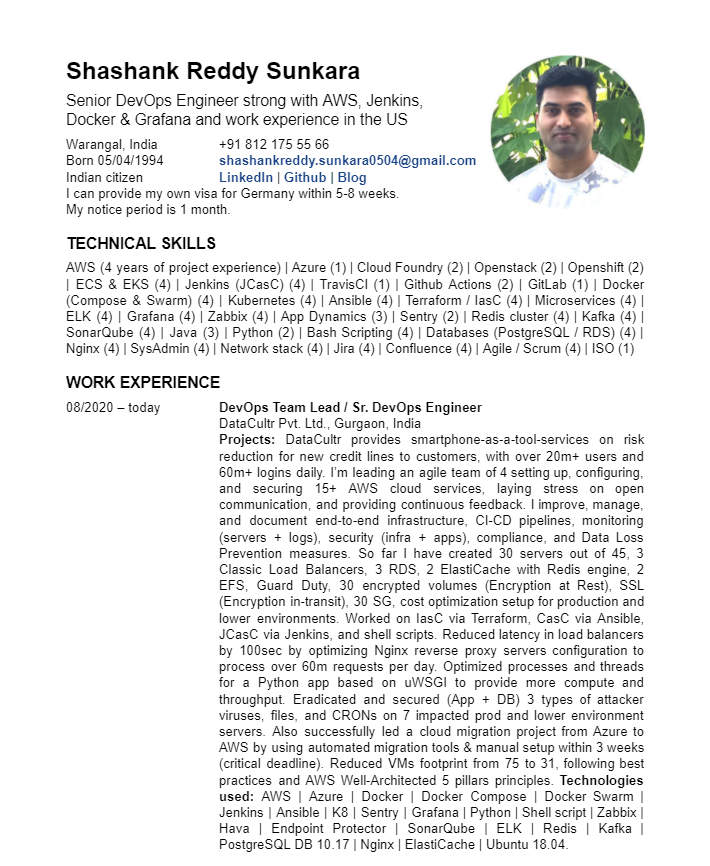 Shashank Reddy Sunkara
Senior DevOps Engineer strong with AWS, Jenkins,
Docker & Grafana and work experience in the US
Warangal, India +91 812 175 55 66
Born 05/04/1994 shashankreddy.sunkara0504@gmail.com
Indian citizen LinkedIn | Github | Blog
I can provide my own visa for Germany within 5-8 weeks.
My notice period is 1 month.
TECHNICAL SKILLS
AWS (4 years of project experience) | Azure (1) | Cloud Foundry (2) | Openstack (2) | Openshift (2)
| ECS & EKS (4) | Jenkins (JCasC) (4) | TravisCI (1) | Github Actions (2) | GitLab (1) | Docker
(Compose & Swarm) (4) | Kubernetes (4) | Ansible (4) | Terraform / IasC (4) | Microservices (4) |
ELK (4) | Grafana (4) | Zabbix (4) | App Dynamics (3) | Sentry (2) | Redis cluster (4) | Kafka (4) |
SonarQube (4) | Java (3) | Python (2) | Bash Scripting (4) | Databases (PostgreSQL / RDS) (4) |
Nginx (4) | SysAdmin (4) | Network stack (4) | Jira (4) | Confluence (4) | Agile / Scrum (4) | ISO (1)
WORK EXPERIENCE
08/2020 – today DevOps Team Lead / Sr. DevOps Engineer
DataCultr Pvt. Ltd., Gurgaon, India
Projects: DataCultr provides smartphone-as-a-tool-services on risk
reduction for new credit lines to customers, with over 20m+ users and
60m+ logins daily. I'm leading an agile team of 4 setting up, configuring,
and securing 15+ AWS cloud services, laying stress on open
communication, and providing continuous feedback. I improve, manage,
and document end-to-end infrastructure, CI-CD pipelines, monitoring
(servers + logs), security (infra + apps), compliance, and Data Loss
Prevention measures. So far I have created 30 servers out of 45, 3
Classic Load Balancers, 3 RDS, 2 ElastiCache with Redis engine, 2
EFS, Guard Duty, 30 encrypted volumes (Encryption at Rest), SSL
(Encryption in-transit), 30 SG, cost optimization setup for production and
lower environments. Worked on IasC via Terraform, CasC via Ansible,
JCasC via Jenkins, and shell scripts. Reduced latency in load balancers
by 100sec by optimizing Nginx reverse proxy servers configuration to
process over 60m requests per day. Optimized processes and threads
for a Python app based on uWSGI to provide more compute and
throughput. Eradicated and secured (App + DB) 3 types of attacker
viruses, files, and CRONs on 7 impacted prod and lower environment
servers. Also successfully led a cloud migration project from Azure to
AWS by using automated migration tools & manual setup within 3 weeks
(critical deadline). Reduced VMs footprint from 75 to 31, following best
practices and AWS Well-Architected 5 pillars principles. Technologies
used: AWS | Azure | Docker | Docker Compose | Docker Swarm |
Jenkins | Ansible | K8 | Sentry | Grafana | Python | Shell script | Zabbix |
Hava | Endpoint Protector | SonarQube | ELK | Redis | Kafka |
PostgreSQL DB 10.17 | Nginx | ElastiCache | Ubuntu 18.04.